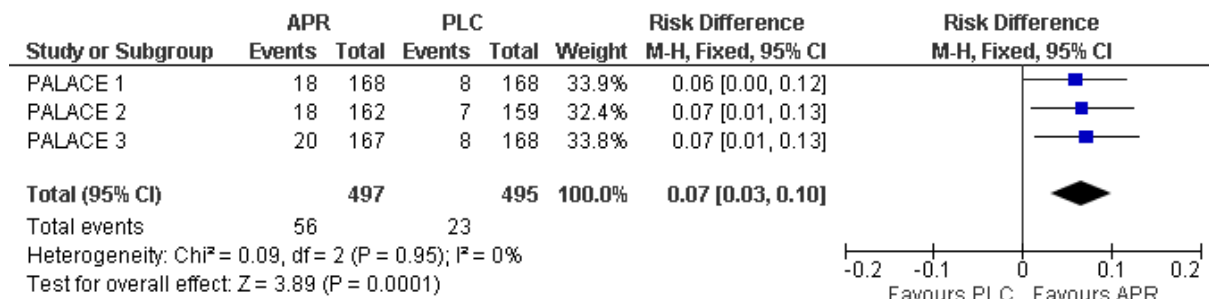 APR PLC Risk Difference Risk Difference
Study or Subgroup Events Total Events Total Weight M-H, Fixed, 95% CI M-H, Fixed, 95% CI
PALACE 1 18 168 8 168 33.9% 0.06 [0.00, 0.12]
PALACE 2 18 162 7 159 32.4% 0.07 [0.01, 0.13]
PALACE 3 20 167 8 168 33.8% 0.07 [0.01, 0.13]
Total (95% CI) 497 495 100.0% 0.07 [0.03, 0.10]
Total events 56 23
Heterogeneity: Chi² = 0.09, df = 2 (P = 0.95); I² = 0%
Test for overall effect: Z = 3.89 (P = 0.0001)
-0.2 -0.1 0 0.1 0.2
Favours PLC Favours APR